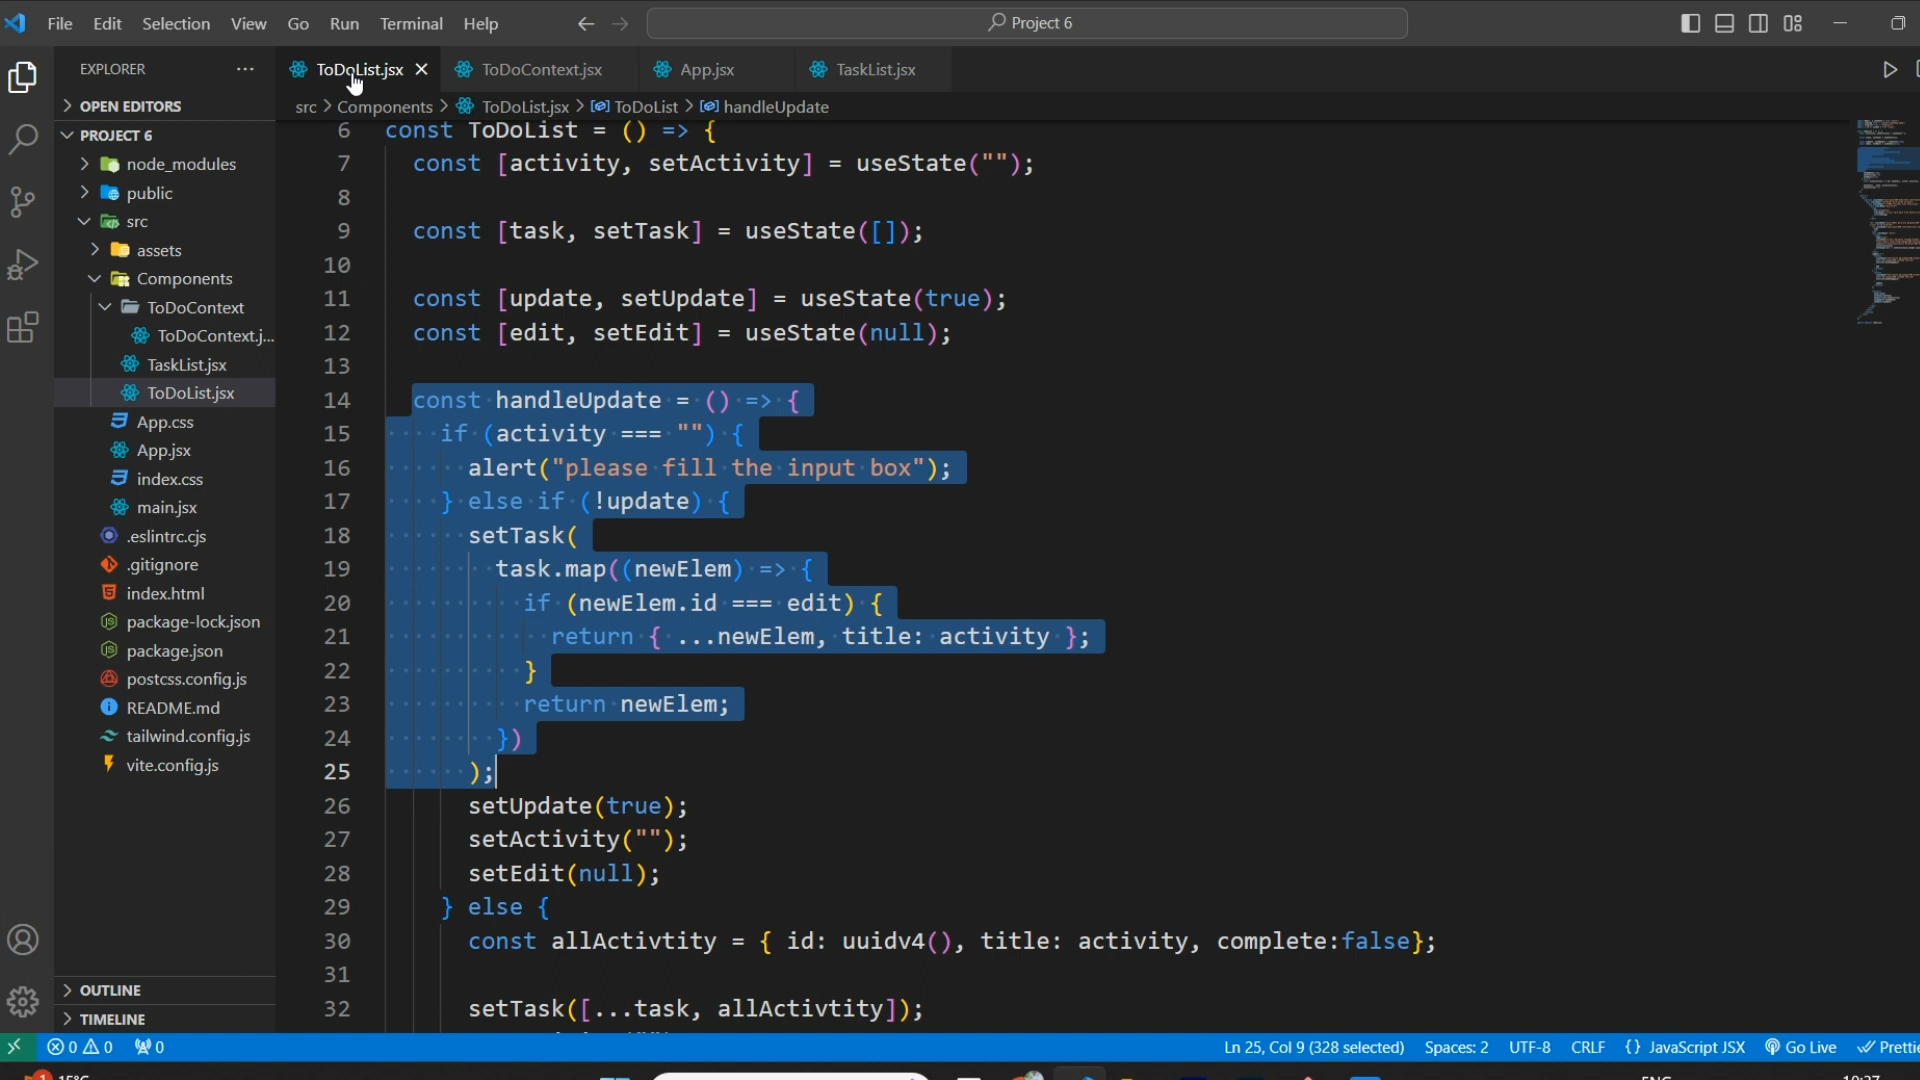 File Edit Selection View Go Run Terminal Help Project 6
EXPLORER ToDoList.jsx ToDoContext.jsx App.jsx TaskList.jsx
OPEN EDITORS
src > Components > ToDoList.jsx > ToDoList > handleUpdate
PROJECT 6
node_modules
public
src
assets
Components
ToDoContext
ToDoContext.j...
TaskList.jsx
ToDoList.jsx
App.css
App.jsx
index.css
main.jsx
.eslintrc.cjs
.gitignore
index.html
package-lock.json
package.json
postcss.config.js
README.md
tailwind.config.js
vite.config.js
OUTLINE
TIMELINE
6 const ToDoList = () => {
7 const [activity, setActivity] = useState("");
8
9 const [task, setTask] = useState([]);
10
11 const [update, setUpdate] = useState(true);
12 const [edit, setEdit] = useState(null);
13
14 const handleUpdate = () => {
15 if (activity === "") {
16 alert("please fill the input box");
17 } else if (!update) {
18 setTask(
19 task.map((newElem) => {
20 if (newElem.id === edit) {
21 return { ...newElem, title: activity };
22 }
23 return newElem;
24 })
25 );
26 setUpdate(true);
27 setActivity("");
28 setEdit(null);
29 } else {
30 const allActivtity = { id: uuidv4(), title: activity, complete:false};
31
32 setTask([...task, allActivtity]);
0 0 0 Ln 25, Col 9 (328 selected) Spaces: 2 UTF-8 CRLF {} JavaScript JSX Go Live Prettie